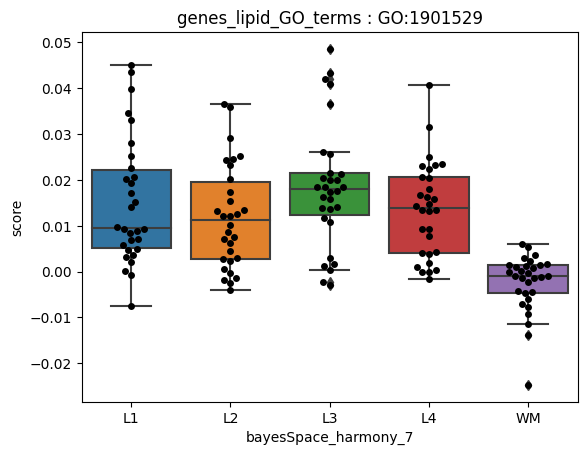 genes_lipid_GO_terms : GO:1901529
0.05
0.04
0.03
0.02
0.01
0.00
−0.01
−0.02
score
L1 L2 L3 L4 WM
bayesSpace_harmony_7